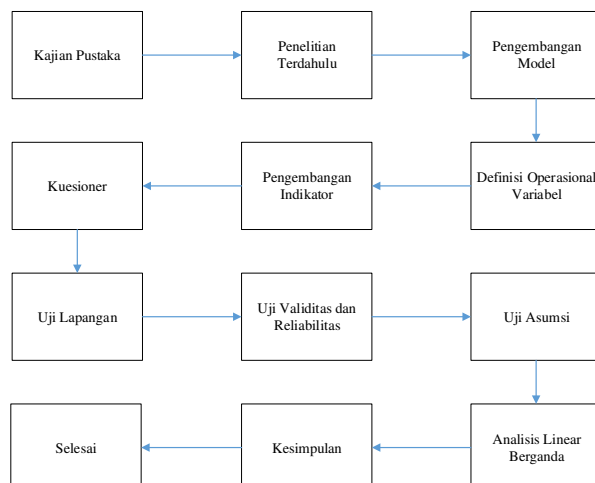 Kajian Pustaka
Penelitian
Terdahulu
Pengembangan
Model
Definisi Operasional
Variabel
Pengembangan
Indikator
Kuesioner
Uji Lapangan
Uji Validitas dan
Reliabilitas
Uji Asumsi
Analisis Linear
Berganda
Kesimpulan
Selesai